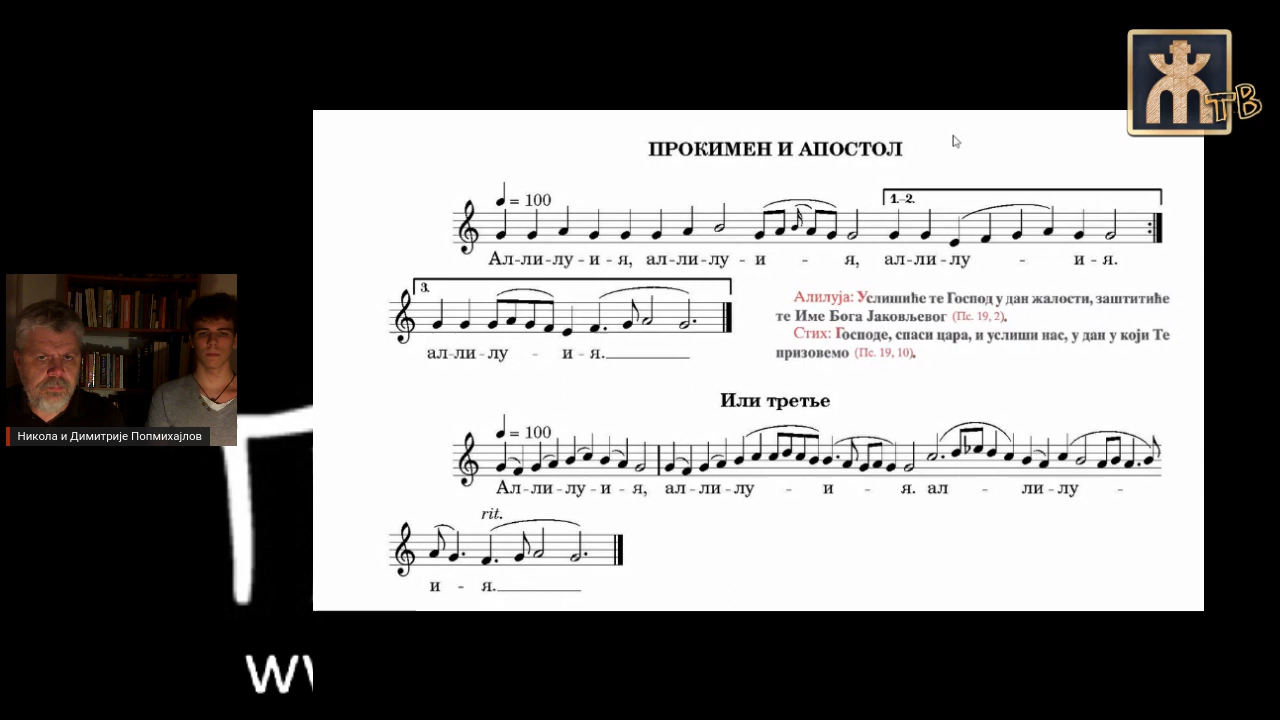 ТВ
ПРОКИМЕН И АПОСТОЛ
= 100
1.-2.
Ал-ли-лу - и - я, ал-ли-лу - и - я, ал-ли-лу - и - я.
3.
ал-ли-лу - и - я.
Алилуја: Услишиће те Господ у дан жалости, заштитиће
те Име Бога Јаковљевог (Пс. 19, 2).
Стих: Господе, спаси цара, и услиши нас, у дан у који Те
призовемо (Пс. 19, 10).
Или третье
= 100
Ал-ли-лу-и - я, ал-ли-лу - и - я. ал - ли-лу -
rit.
и - я.
Никола и Димитрије Попмихајлов